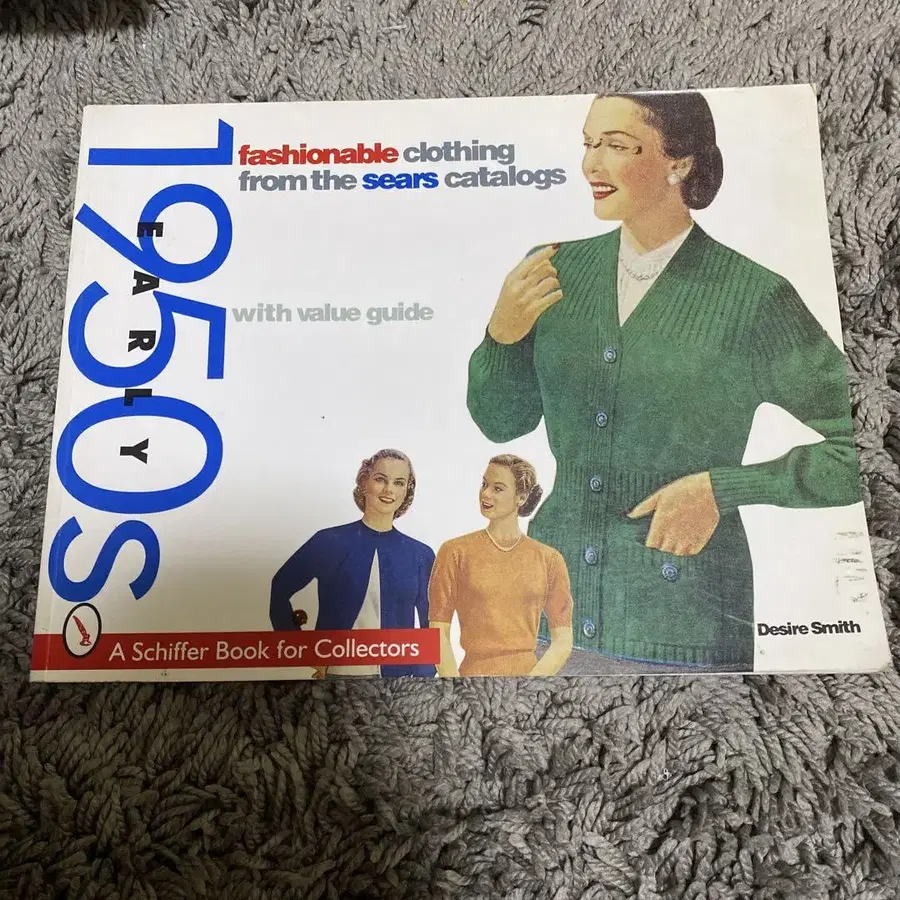 1950s
EARLY
fashionable clothing
from the sears catalogs
with value guide
Desire Smith
A Schiffer Book for Collectors